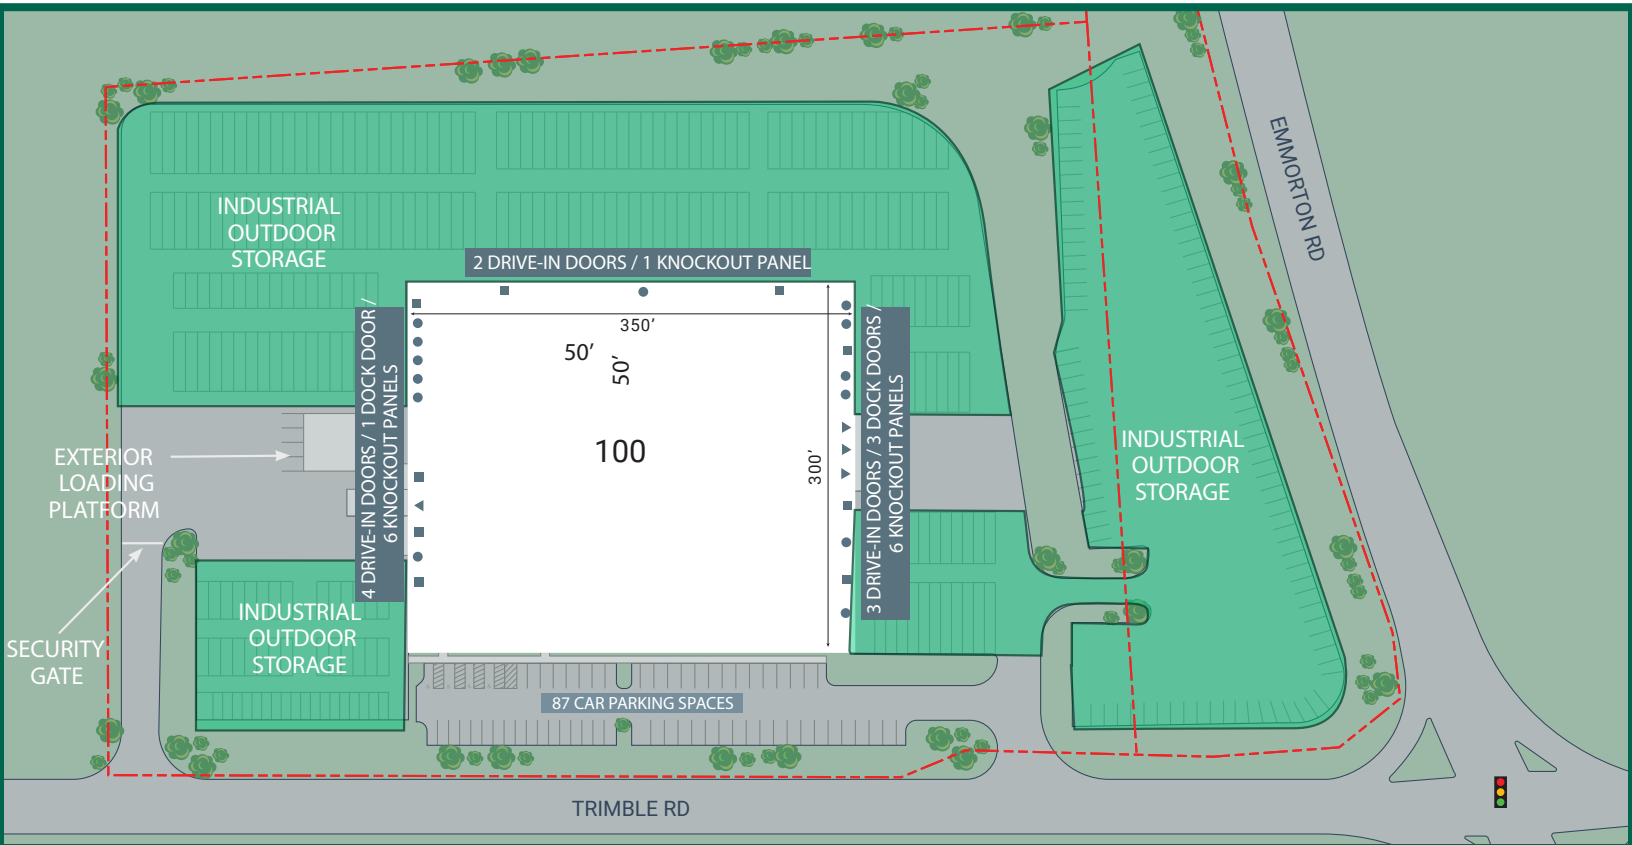 EMMORTON RD
INDUSTRIAL
OUTDOOR
STORAGE
2 DRIVE-IN DOORS / 1 KNOCKOUT PANEL
350’
50’
50’
4 DRIVE-IN DOORS / 1 DOCK DOOR /
6 KNOCKOUT PANELS
100
300’
3 DRIVE-IN DOORS / 3 DOCK DOORS /
6 KNOCKOUT PANELS
INDUSTRIAL
OUTDOOR
STORAGE
EXTERIOR
LOADING
PLATFORM
INDUSTRIAL
OUTDOOR
STORAGE
SECURITY
GATE
87 CAR PARKING SPACES
TRIMBLE RD